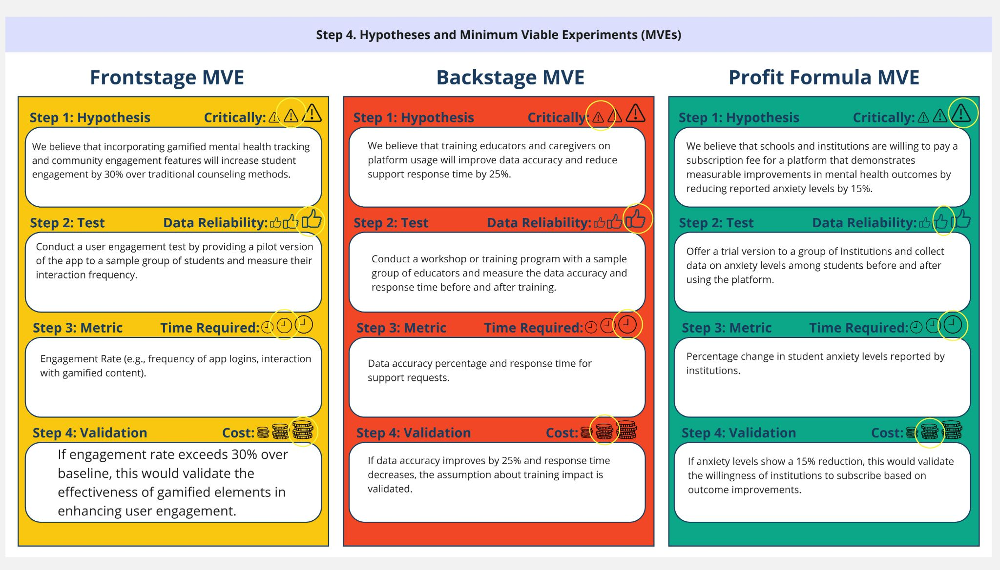 Step 4. Hypotheses and Minimum Viable Experiments (MVEs)
Frontstage MVE
Step 1: Hypothesis
Critically:
We believe that incorporating gamified mental health tracking
and community engagement features will increase student
engagement by 30% over traditional counseling methods.
Step 2: Test
Data Reliability:
Conduct a user engagement test by providing a pilot version
of the app to a sample group of students and measure their
interaction frequency.
Step 3: Metric
Time Required:
Engagement Rate (e.g., frequency of app logins, interaction
with gamified content).
Step 4: Validation
Cost:
If engagement rate exceeds 30% over
baseline, this would validate the
effectiveness of gamified elements in
enhancing user engagement.
Backstage MVE
Step 1: Hypothesis
Critically:
We believe that training educators and caregivers on
platform usage will improve data accuracy and reduce
support response time by 25%.
Step 2: Test
Data Reliability:
Conduct a workshop or training program with a sample
group of educators and measure the data accuracy and
response time before and after training.
Step 3: Metric
Time Required:
Data accuracy percentage and response time for
support requests.
Step 4: Validation
Cost:
If data accuracy improves by 25% and response time
decreases, the assumption about training impact is
validated.
Profit Formula MVE
Step 1: Hypothesis
Critically:
We believe that schools and institutions are willing to pay a
subscription fee for a platform that demonstrates
measurable improvements in mental health outcomes by
reducing reported anxiety levels by 15%.
Step 2: Test
Data Reliability:
Offer a trial version to a group of institutions and collect
data on anxiety levels among students before and after
using the platform.
Step 3: Metric
Time Required:
Percentage change in student anxiety levels reported by
institutions.
Step 4: Validation
Cost:
If anxiety levels show a 15% reduction, this would validate
the willingness of institutions to subscribe based on
outcome improvements.